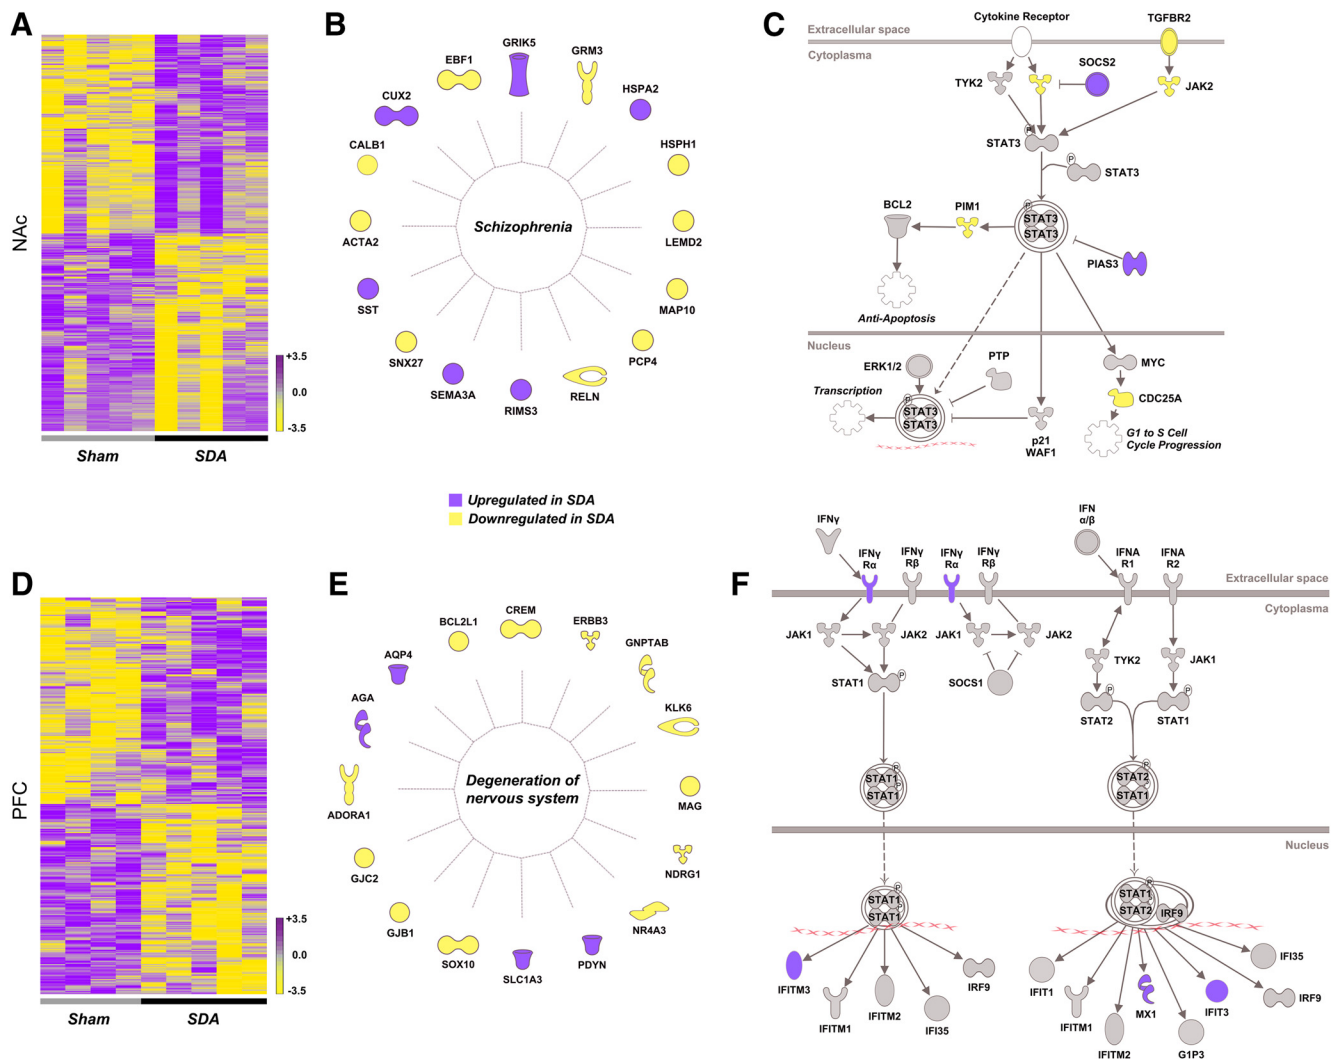 A
NAc
+3.5
0.0
-3.5
Sham
SDA
B
GRIK5
GRM3
HSPA2
HSPH1
LEMD2
MAP10
PCP4
RELN
RIMS3
SEMA3A
SNX27
SST
ACTA2
CALB1
CUX2
EBF1
Schizophrenia
C
Extracellular space
Cytoplasm
Cytokine Receptor
TGFBR2
TYK2
SOCS2
JAK2
P
STAT3
P
STAT3
BCL2
PIM1
P
STAT3
STAT3
PIAS3
Anti-Apoptosis
Nucleus
ERK1/2
PTP
MYC
Transcription
P
STAT3
STAT3
CDC25A
p21
WAF1
G1 to S Cell
Cycle Progression
Upregulated in SDA
Downregulated in SDA
D
PFC
+3.5
0.0
-3.5
Sham
SDA
E
CREM
ERBB3
GNPTAB
KLK6
MAG
NDRG1
NR4A3
PDYN
SLC1A3
SOX10
GJB1
GJC2
ADORA1
AGA
AQP4
BCL2L1
Degeneration of
nervous system
F
IFNγ
IFNγ
Rα
IFNγ
Rβ
IFNγ
Rα
IFNγ
Rβ
IFN
α/β
IFNA
R1
IFNA
R2
Extracellular space
Cytoplasm
JAK1
JAK2
JAK1
JAK2
TYK2
JAK1
STAT1
P
SOCS1
P
STAT2
P
STAT1
P
STAT1
P
STAT1
P
STAT2
P
STAT1
Nucleus
P
STAT1
P
STAT1
P
STAT1
STAT2
IRF9
IFITM3
IFITM1
IFITM2
IFI35
IRF9
IFIT1
IFITM1
IFITM2
MX1
G1P3
IFIT3
IRF9
IFI35